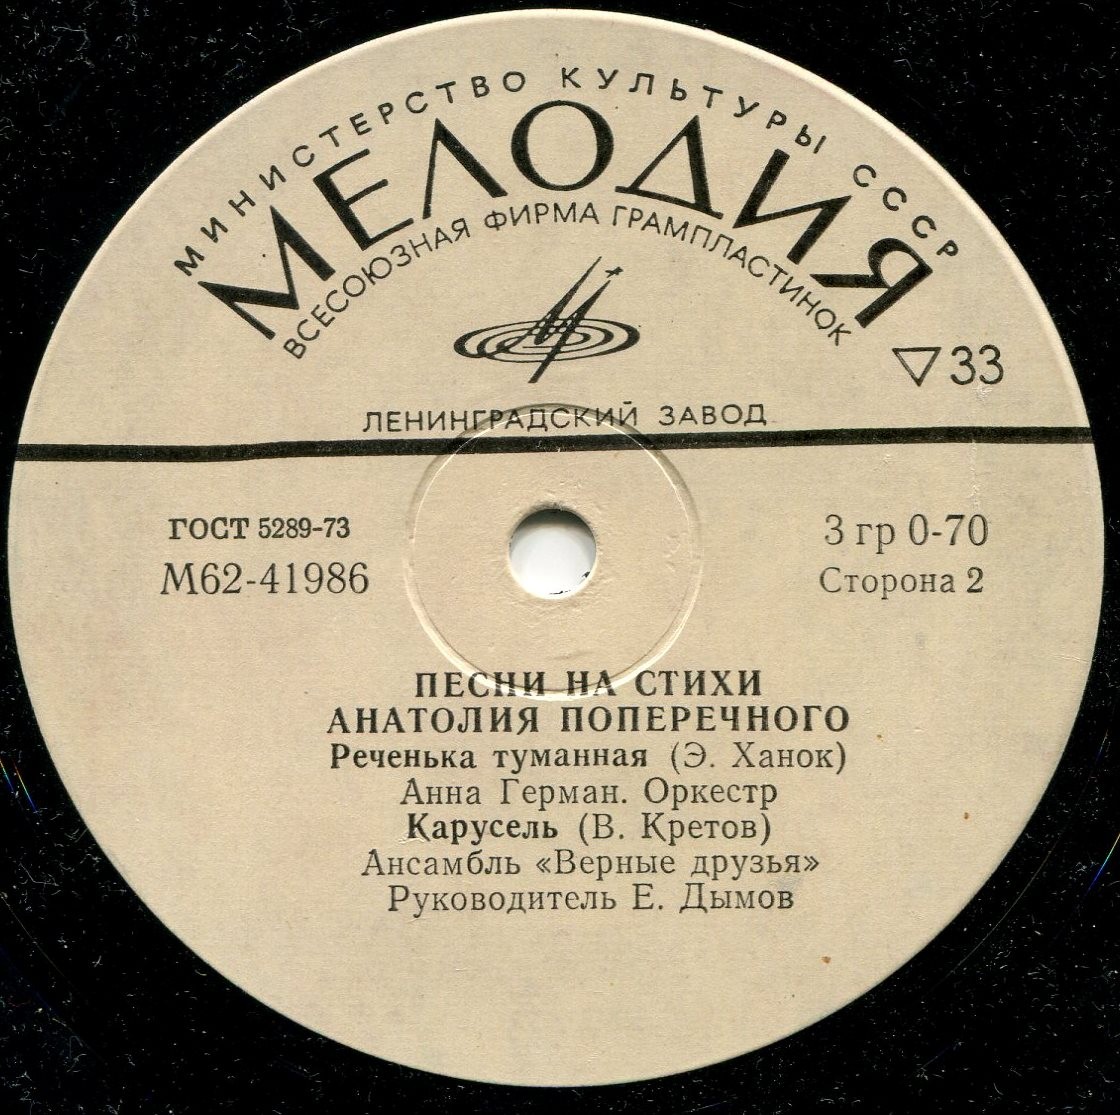 МИНИСТЕРСТВО КУЛЬТУРЫ СССР
МЕЛОДИЯ
ВСЕСОЮЗНАЯ ФИРМА ГРАМПЛАСТИНОК
▽33
ЛЕНИНГРАДСКИЙ ЗАВОД
ГОСТ 5289-73
М62-41986
3 гр 0-70
Сторона 2
ПЕСНИ НА СТИХИ
АНАТОЛИЯ ПОПЕРЕЧНОГО
Реченька туманная (Э. Ханок)
Анна Герман. Оркестр
Карусель (В. Кретов)
Ансамбль «Верные друзья»
Руководитель Е. Дымов